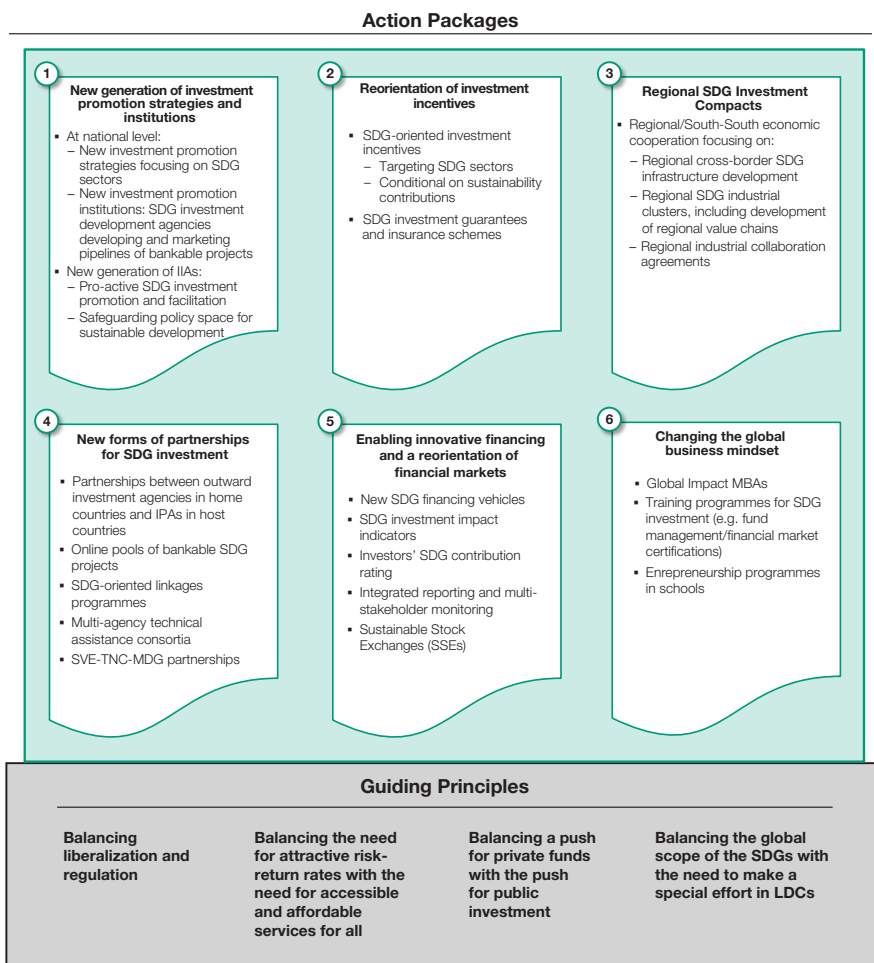 Action Packages
1
New generation of investment
promotion strategies and
institutions
▪ At national level:
– New investment promotion
strategies focusing on SDG
sectors
– New investment promotion
institutions: SDG investment
development agencies
developing and marketing
pipelines of bankable projects
▪ New generation of IIAs:
– Pro-active SDG investment
promotion and facilitation
– Safeguarding policy space for
sustainable development
2
Reorientation of investment
incentives
▪ SDG-oriented investment
incentives
– Targeting SDG sectors
– Conditional on sustainability
contributions
▪ SDG investment guarantees
and insurance schemes
3
Regional SDG Investment
Compacts
▪ Regional/South-South economic
cooperation focusing on:
– Regional cross-border SDG
infrastructure development
– Regional SDG industrial
clusters, including development
of regional value chains
– Regional industrial collaboration
agreements
4
New forms of partnerships
for SDG investment
▪ Partnerships between outward
investment agencies in home
countries and IPAs in host
countries
▪ Online pools of bankable SDG
projects
▪ SDG-oriented linkages
programmes
▪ Multi-agency technical
assistance consortia
▪ SVE-TNC-MDG partnerships
5
Enabling innovative financing
and a reorientation of
financial markets
▪ New SDG financing vehicles
▪ SDG investment impact
indicators
▪ Investors' SDG contribution
rating
▪ Integrated reporting and multi-
stakeholder monitoring
▪ Sustainable Stock
Exchanges (SSEs)
6
Changing the global
business mindset
▪ Global Impact MBAs
▪ Training programmes for SDG
investment (e.g. fund
management/financial market
certifications)
▪ Enrepreneurship programmes
in schools
Guiding Principles
Balancing
liberalization and
regulation
Balancing the need
for attractive risk-
return rates with the
need for accessible
and affordable
services for all
Balancing a push
for private funds
with the push
for public
investment
Balancing the global
scope of the SDGs with
the need to make a
special effort in LDCs